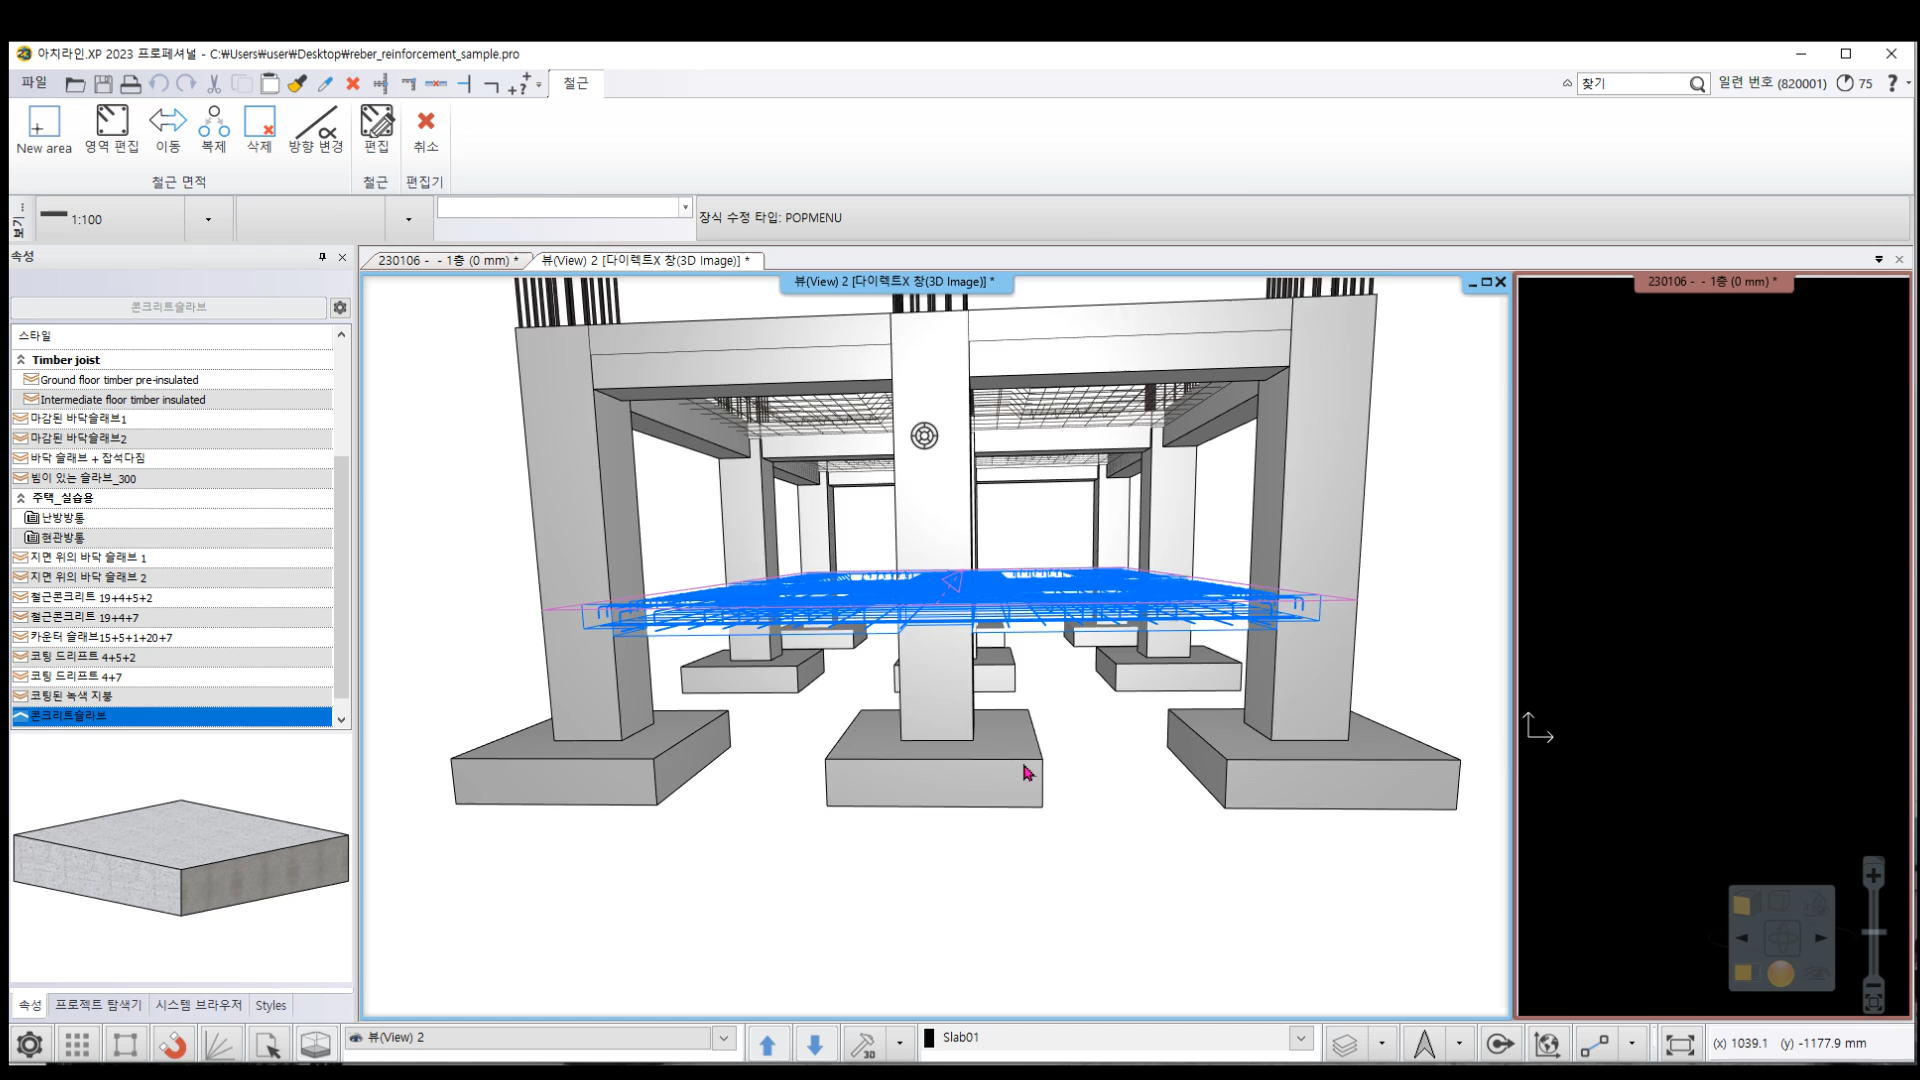 아치라인.XP 2023 프로페셔널 - C:₩Users₩user₩Desktop₩reber_reinforcement_sample.pro
파일
철근
찾기
일련 번호 (820001)
75
New area
영역 편집
이동
복제
삭제
방향 변경
편집
취소
철근 면적
철근
편집기
보기
1:100
장식 수정 타입: POPMENU
속성
230106 - - 1층 (0 mm) *
뷰(View) 2 [다이렉트X 창(3D Image)] *
뷰(View) 2 [다이렉트X 창(3D Image)] *
230106 - - 1층 (0 mm) *
콘크리트슬라브
스타일
Timber joist
Ground floor timber pre-insulated
Intermediate floor timber insulated
마감된 바닥슬래브1
마감된 바닥슬래브2
바닥 슬래브 + 잡석다짐
빔이 있는 슬라브_300
주택_실습용
난방방통
현관방통
지면 위의 바닥 슬래브 1
지면 위의 바닥 슬래브 2
철근콘크리트 19+4+5+2
철근콘크리트 19+4+7
카운터 슬래브15+5+1+20+7
코팅 드리프트 4+5+2
코팅 드리프트 4+7
코팅된 녹색 지붕
콘크리트슬라브
속성
프로젝트 탐색기
시스템 브라우저
Styles
뷰(View) 2
3D
Slab01
(x) 1039.1 (y) -1177.9 mm